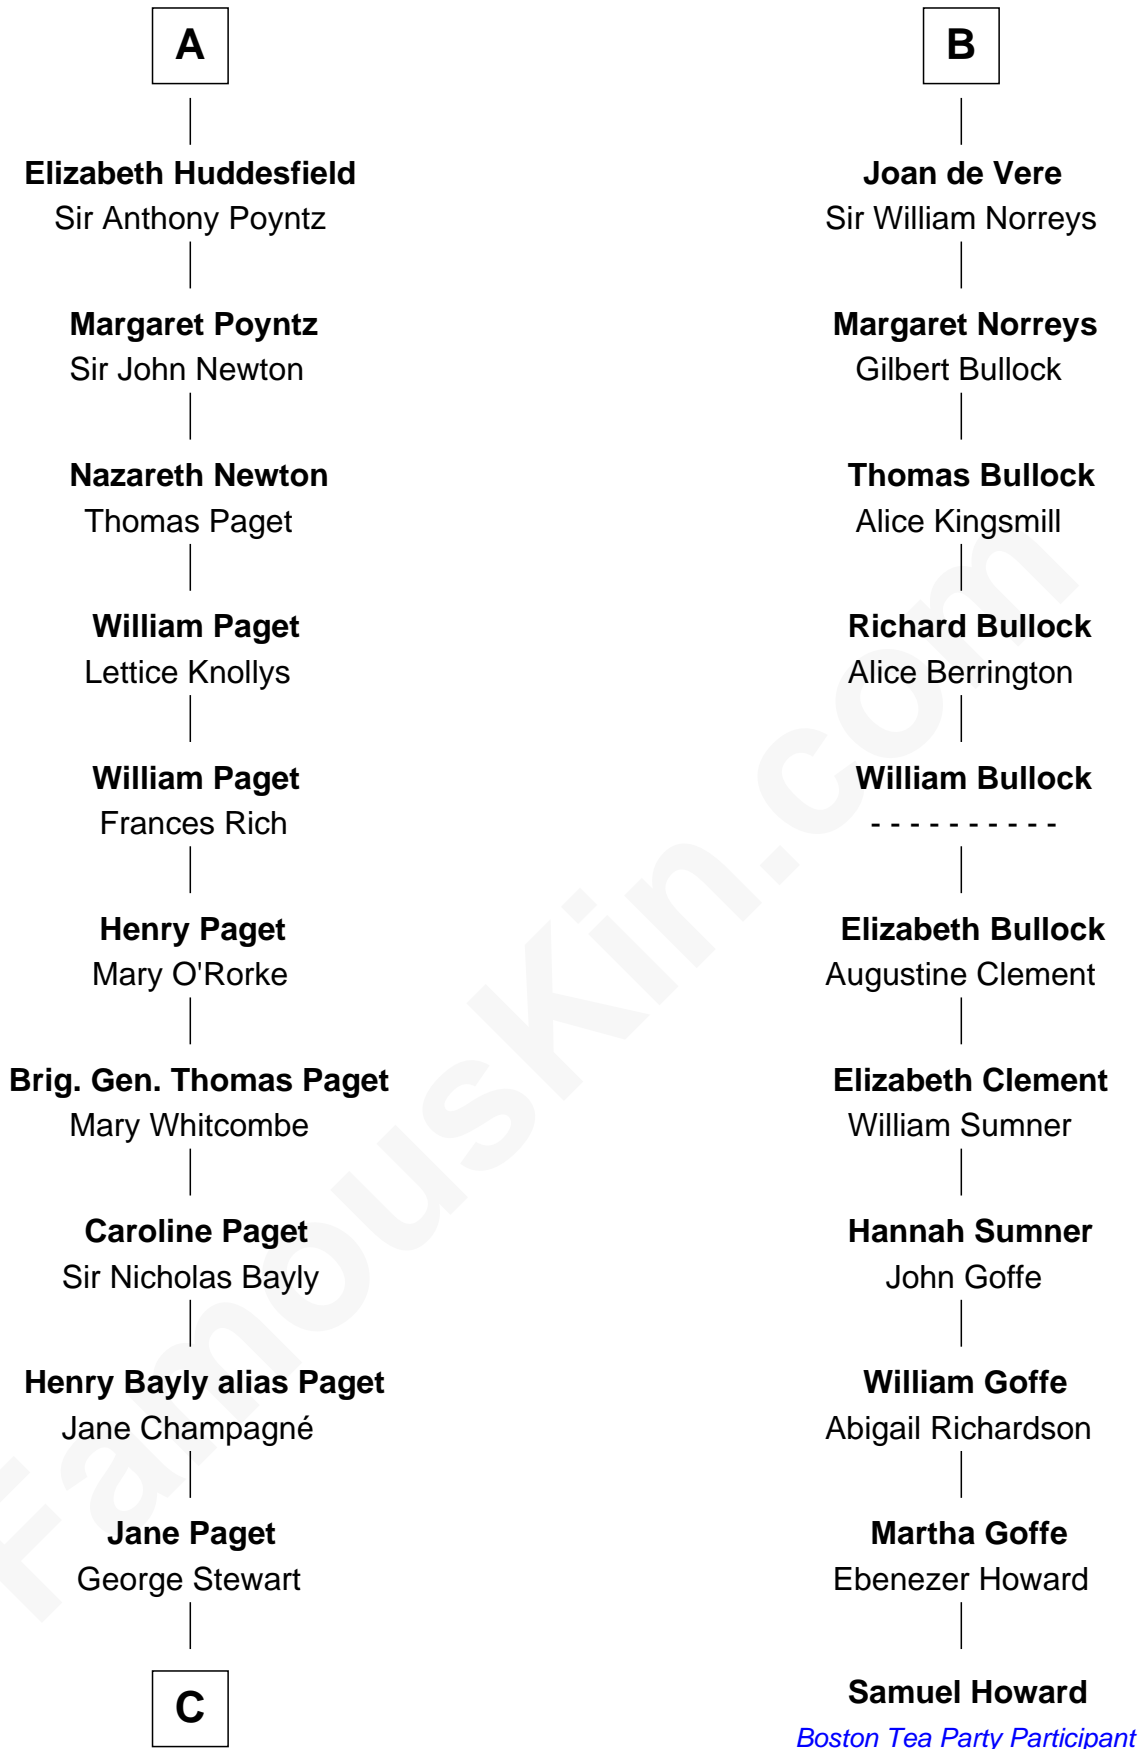 A
Elizabeth Huddesfield
Sir Anthony Poyntz
Margaret Poyntz
Sir John Newton
Nazareth Newton
Thomas Paget
William Paget
Lettice Knollys
William Paget
Frances Rich
Henry Paget
Mary O'Rorke
Brig. Gen. Thomas Paget
Mary Whitcombe
Caroline Paget
Sir Nicholas Bayly
Henry Bayly alias Paget
Jane Champagné
Jane Paget
George Stewart
C
B
Joan de Vere
Sir William Norreys
Margaret Norreys
Gilbert Bullock
Thomas Bullock
Alice Kingsmill
Richard Bullock
Alice Berrington
William Bullock
- - - - - - - - - -
Elizabeth Bullock
Augustine Clement
Elizabeth Clement
William Sumner
Hannah Sumner
John Goffe
William Goffe
Abigail Richardson
Martha Goffe
Ebenezer Howard
Samuel Howard
Boston Tea Party Participant
FamousKin.com